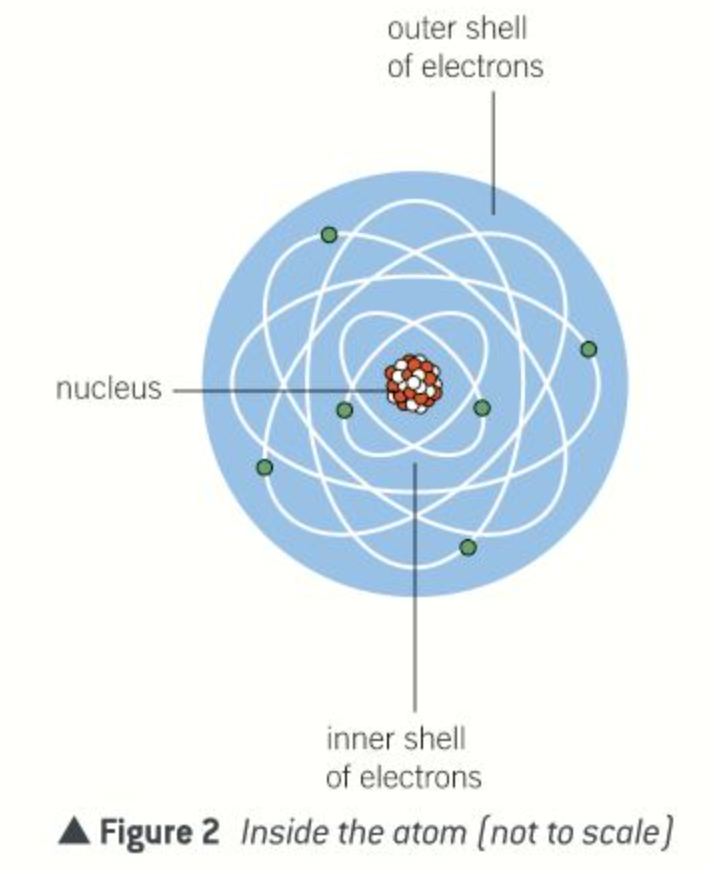 outer shell
of electrons
nucleus
inner shell
of electrons
▲ Figure 2 Inside the atom (not to scale)